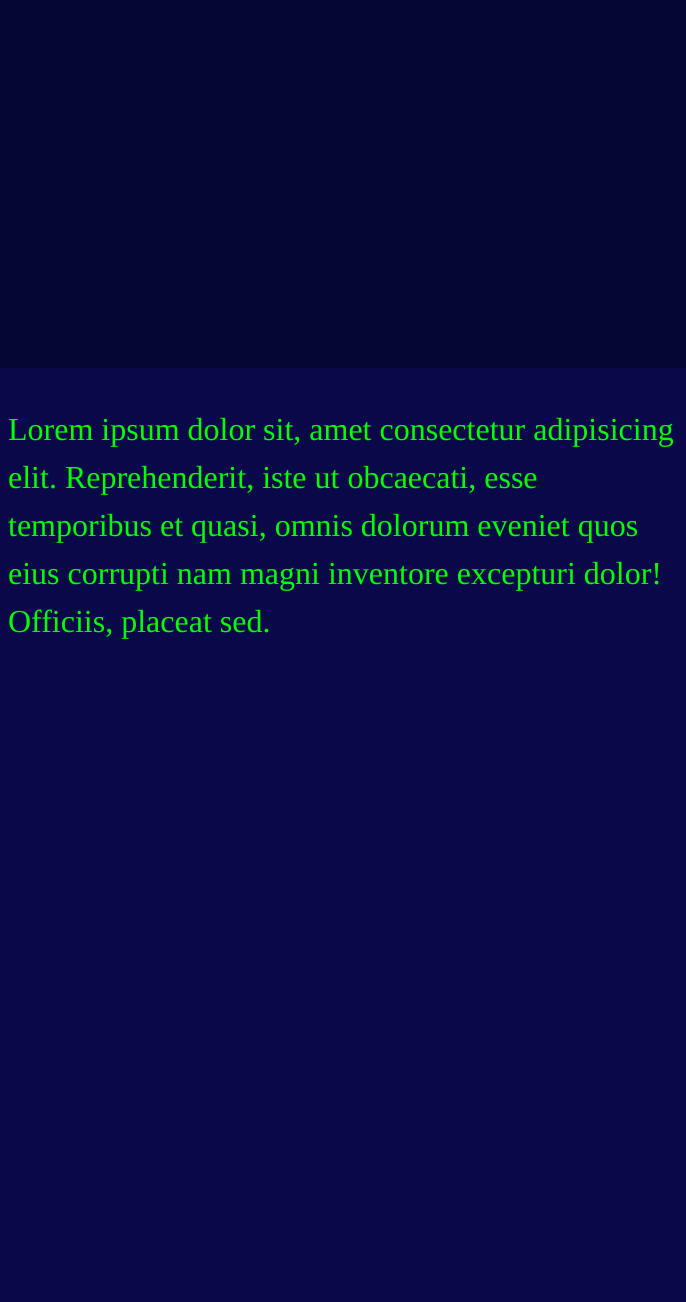 Lorem ipsum dolor sit, amet consectetur adipisicing
elit. Reprehenderit, iste ut obcaecati, esse
temporibus et quasi, omnis dolorum eveniet quos
eius corrupti nam magni inventore excepturi dolor!
Officiis, placeat sed.